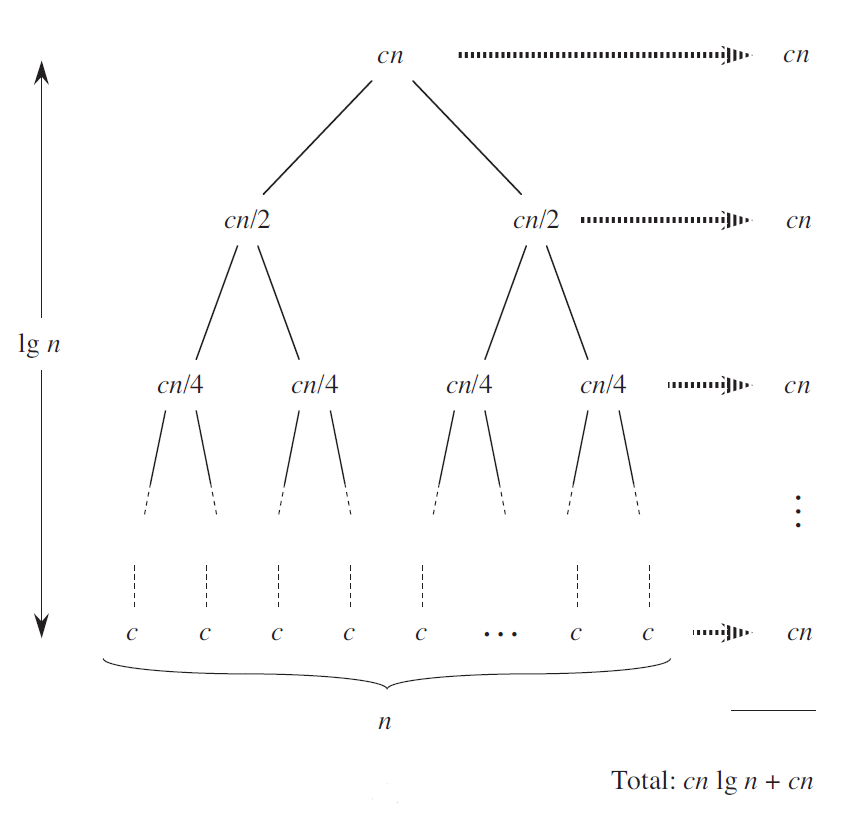 cn cn
cn/2 cn/2 cn
lg n
cn/4 cn/4 cn/4 cn/4 cn
⋮
c c c c c ... c c cn
n
Total: cn lg n + cn